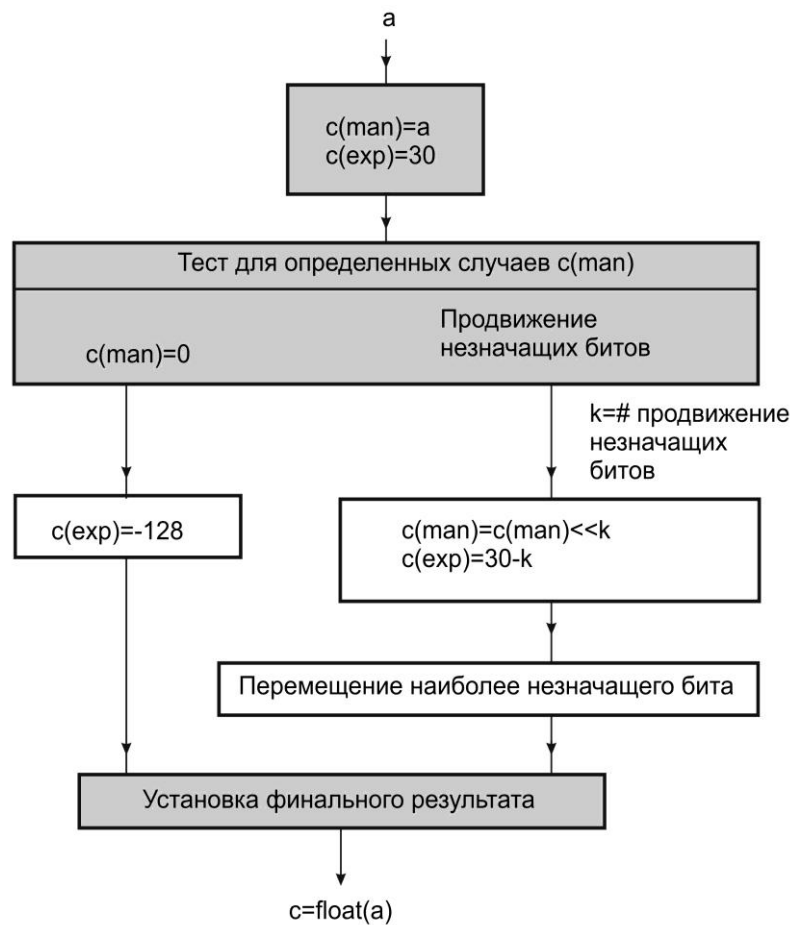 a
c(man)=a
c(exp)=30
Тест для определенных случаев c(man)
Продвижение
незначащих битов
c(man)=0
k=# продвижение
незначащих
битов
c(exp)=-128
c(man)=c(man)<<k
c(exp)=30-k
Перемещение наиболее незначащего бита
Установка финального результата
c=float(a)